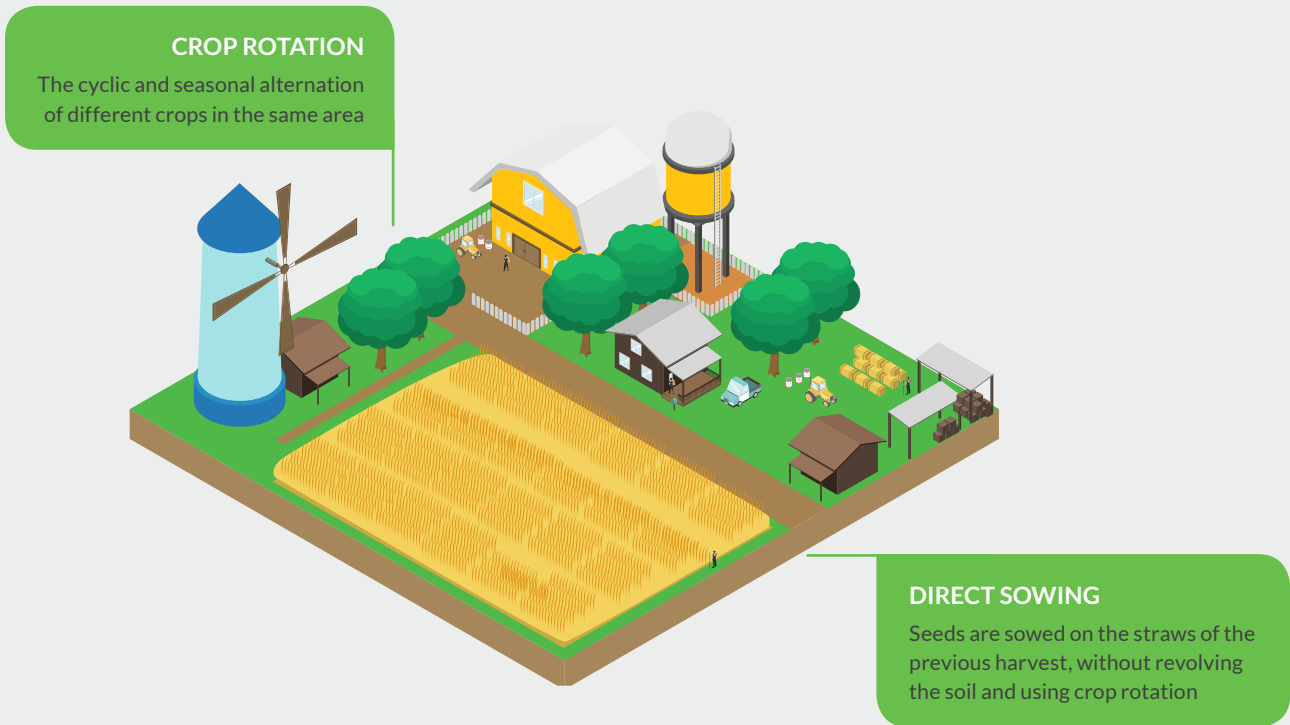 CROP ROTATION
The cyclic and seasonal alternation
of different crops in the same area
DIRECT SOWING
Seeds are sowed on the straws of the
previous harvest, without revolving
the soil and using crop rotation